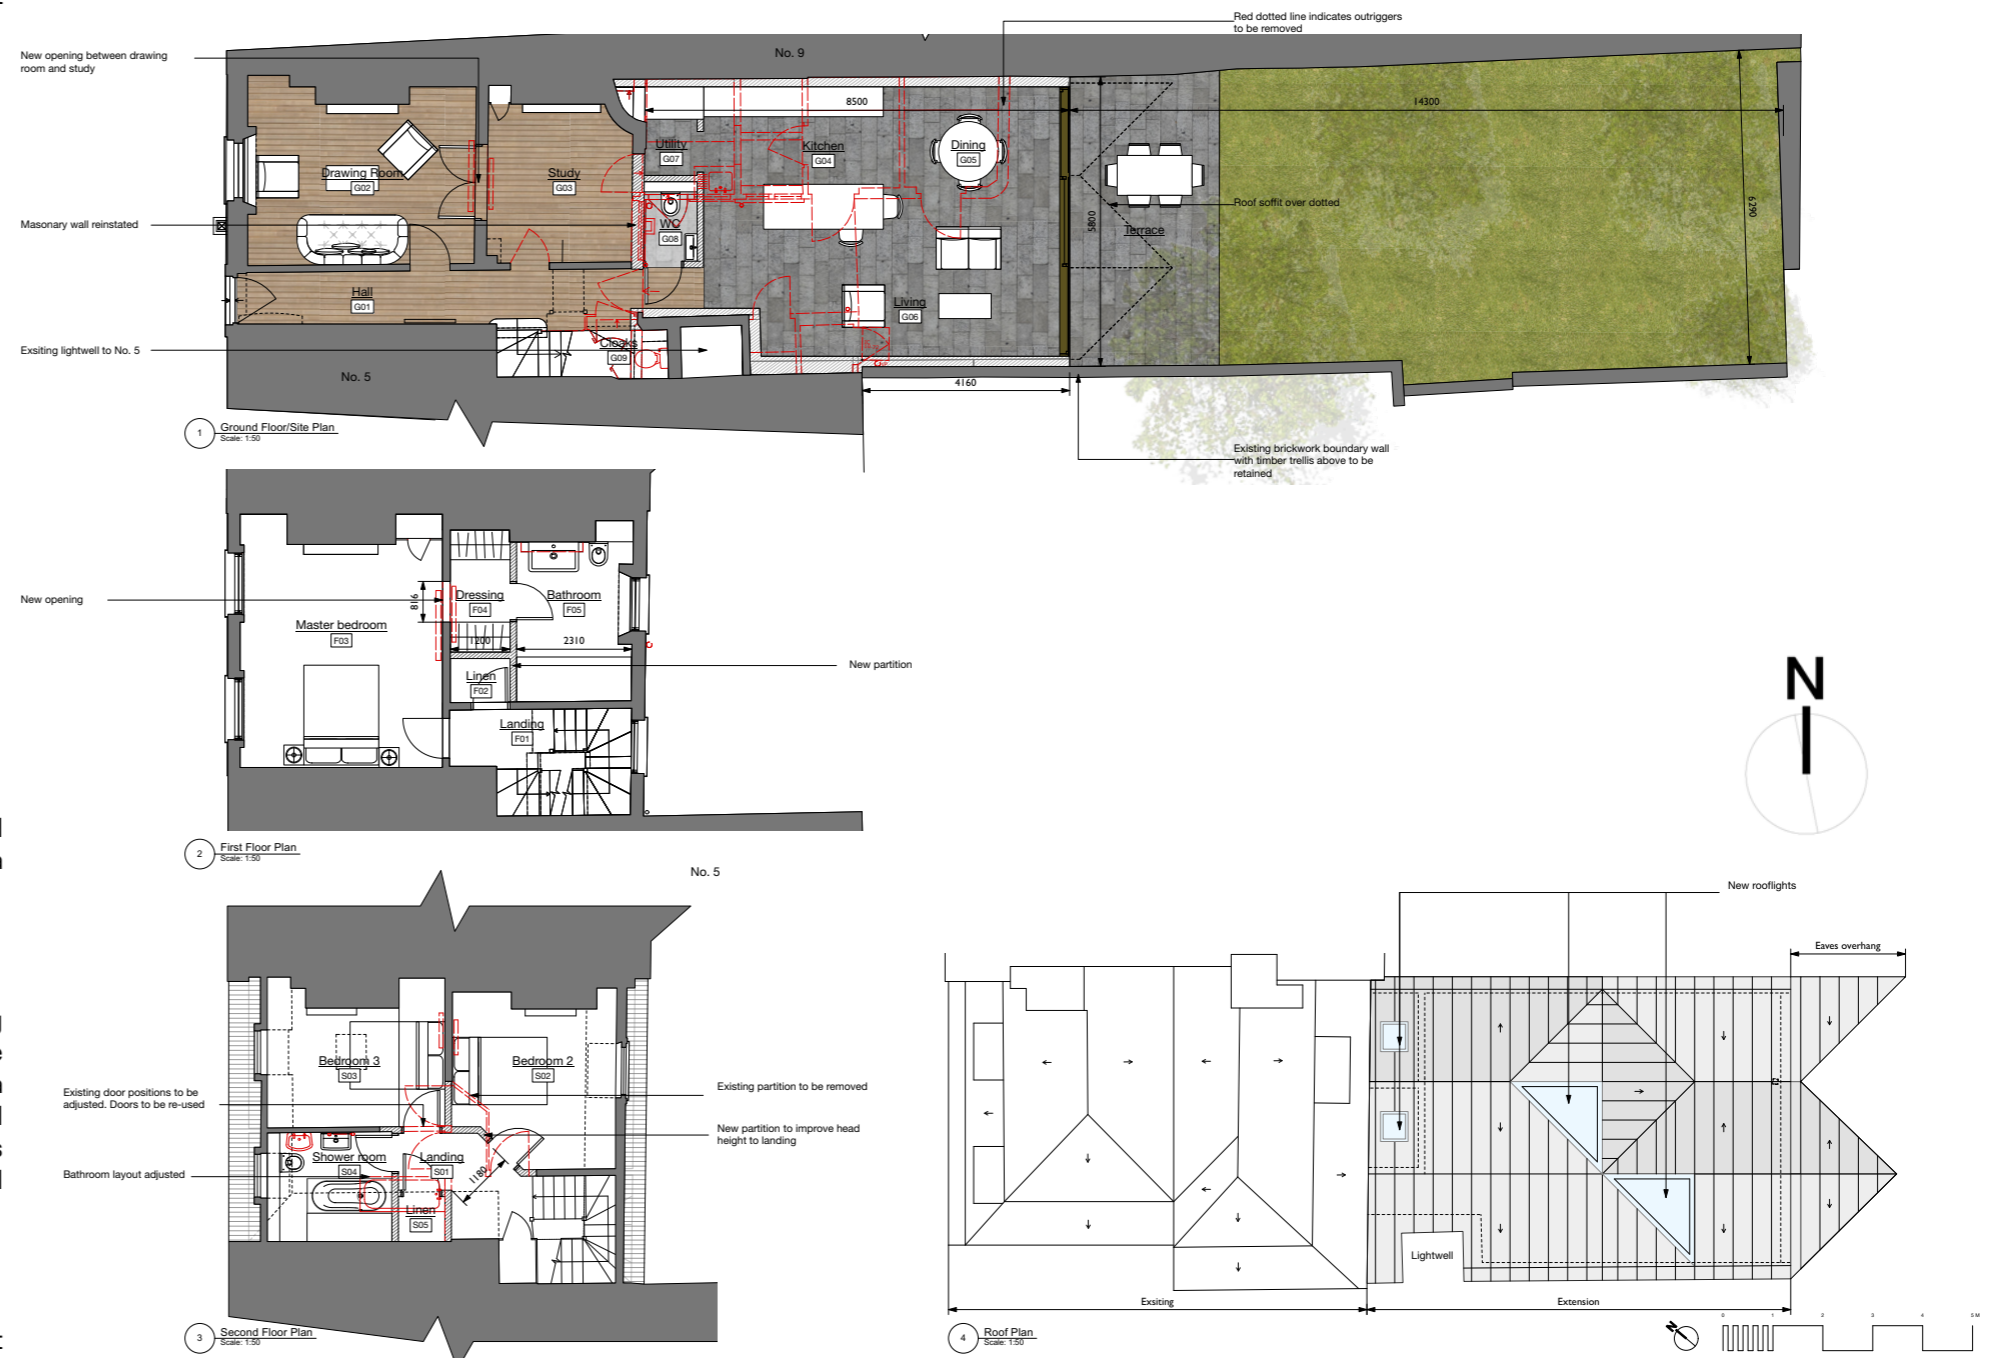 Red dotted line indicates outriggers
to be removed
New opening between drawing
room and study
No. 9
8500
14300
Utility
G07
Kitchen
G04
Dining
G05
Drawing Room
G02
Study
G03
Masonary wall reinstated
WC
G08
5800
Roof soffit over dotted
Terrace
6290
Hall
G01
Living
G06
Exsiting lightwell to No. 5
Cloaks
G09
No. 5
4160
1
Ground Floor/Site Plan
Scale: 1:50
Existing brickwork boundary wall
with timber trellis above to be
retained
New opening
816
Dressing
F04
Bathroom
F05
Master bedroom
F03
1200
2310
New partition
Linen
F02
Landing
F01
N
2
First Floor Plan
Scale: 1:50
No. 5
New rooflights
Eaves overhang
Bedroom 3
S03
Bedroom 2
S02
Existing door positions to be
adjusted. Doors to be re-used
Existing partition to be removed
New partition to improve head
height to landing
Shower room
S04
Landing
S01
1180
Bathroom layout adjusted
Linen
S05
Lightwell
Exsiting
Extension
3
Second Floor Plan
Scale: 1:50
4
Roof Plan
Scale: 1:50
N
0 1 2 3 4 5 M